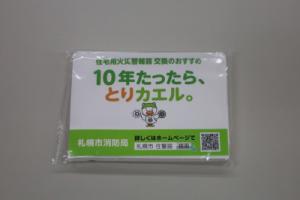 住宅用火災警報器 交換のおすすめ
10年たったら、
とりカエル。
札幌市消防局
詳しくはホームページで
札幌市 住警器 検索